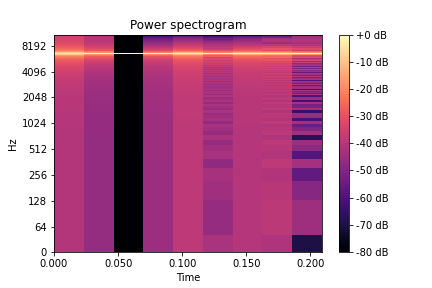 Power spectrogram
8192
4096
2048
1024
512
256
128
64
0
Hz
0.000 0.050 0.100 0.150 0.200
Time
+0 dB
-10 dB
-20 dB
-30 dB
-40 dB
-50 dB
-60 dB
-70 dB
-80 dB